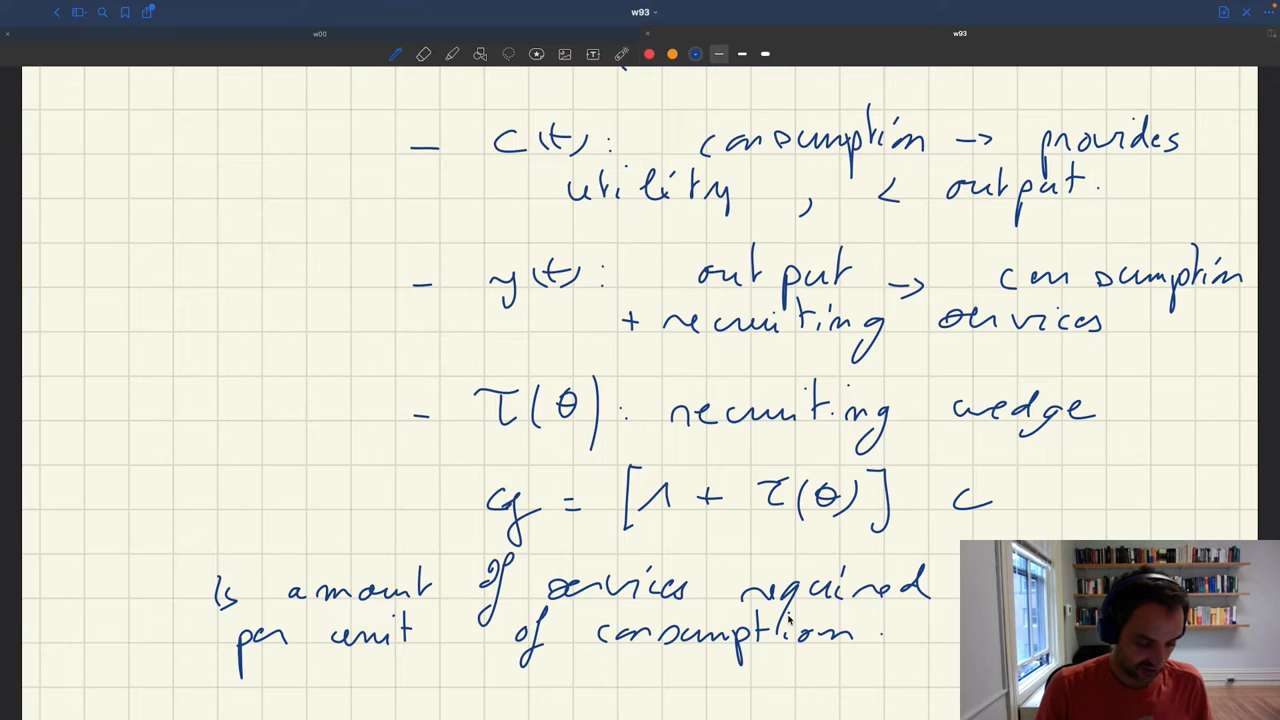 w93
w00
w93
- c(t): consumption → provides
utility, < output.
- y(t): output → consumption
+ recruiting services
- τ(θ): recruiting wedge
y = [1 + τ(θ)] c
is amount of services required
per unit of consumption.